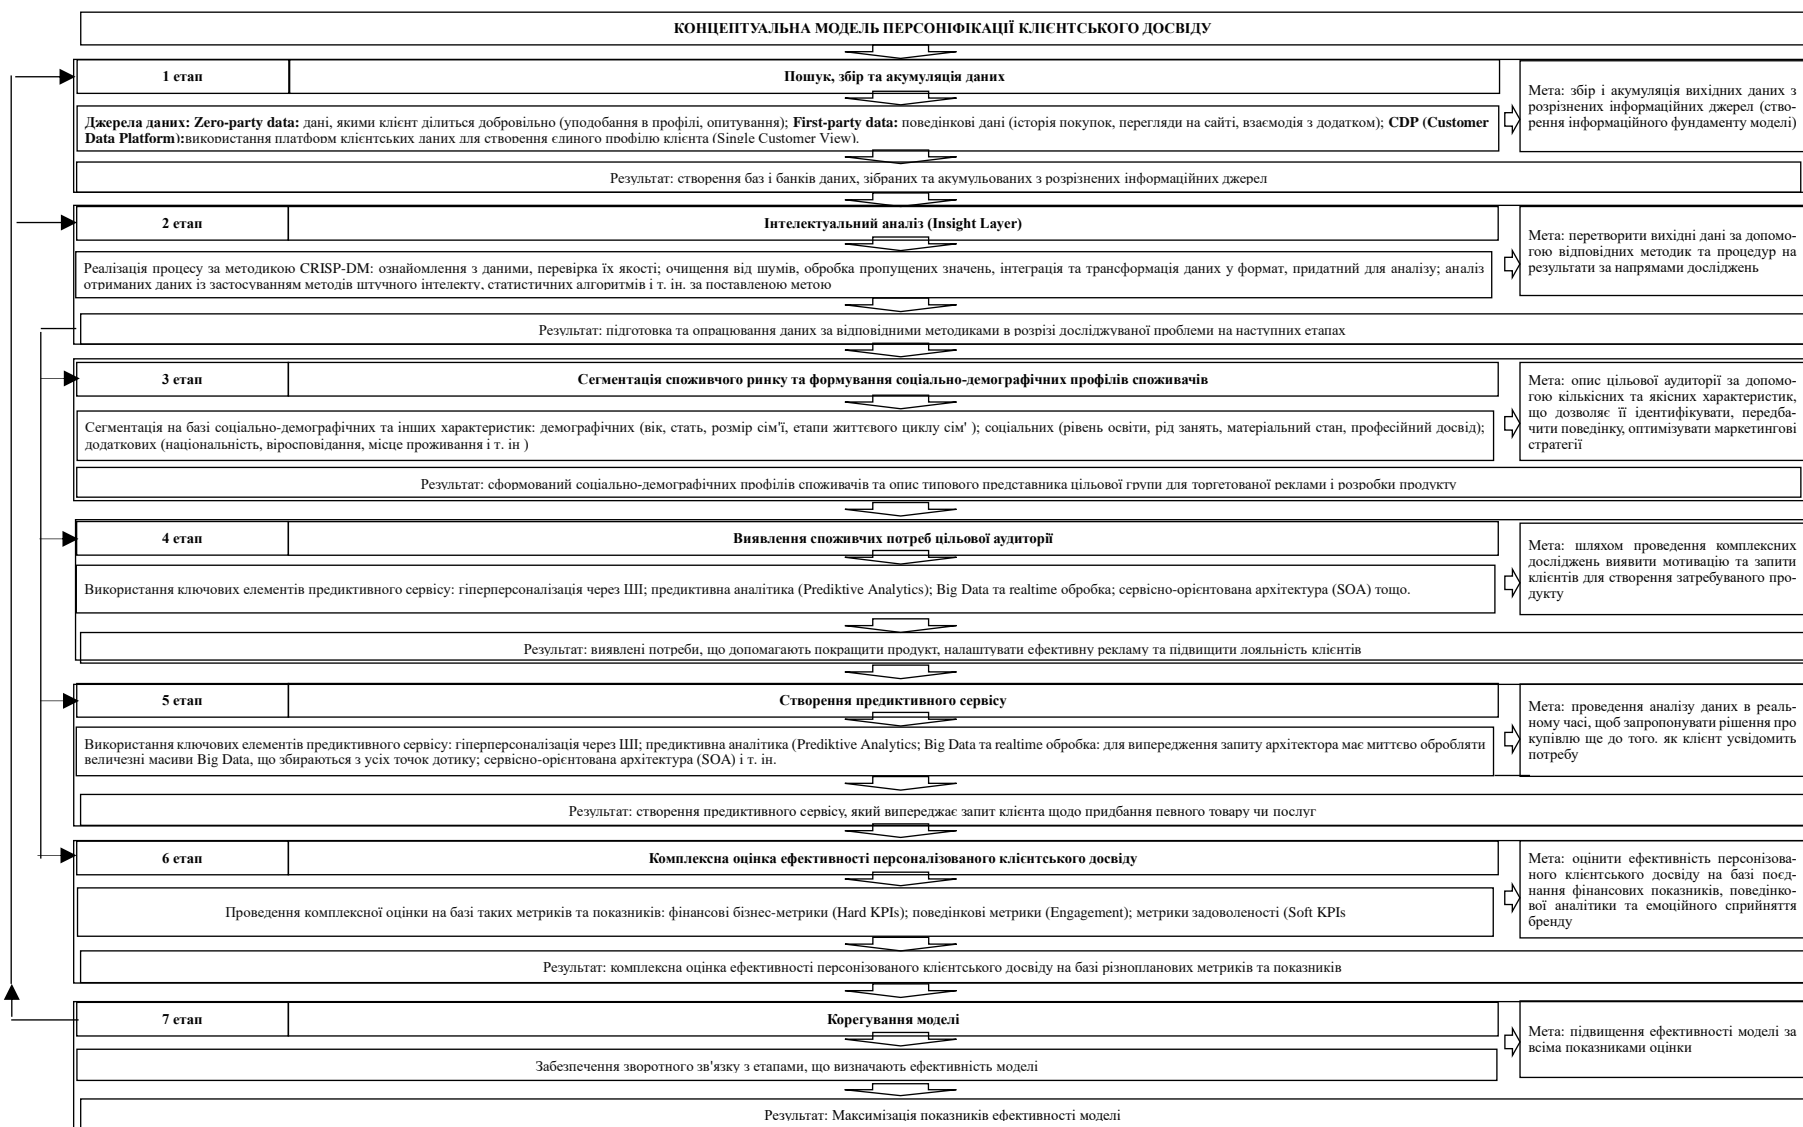 КОНЦЕПТУАЛЬНА МОДЕЛЬ ПЕРСОНІФІКАЦІЇ КЛІЄНТСЬКОГО ДОСВІДУ
1 етап
Пошук, збір та акумуляція даних
Мета: збір і акумуляція вихідних даних з
розрізнених інформаційних джерел (ство-
рення інформаційного фундаменту моделі)
Джерела даних: Zero-party data: дані, якими клієнт ділиться добровільно (уподобання в профілі, опитування); First-party data: поведінкові дані (історія покупок, перегляди на сайті, взаємодія з додатком); CDP (Customer
Data Platform):використання платформ клієнтських даних для створення єдиного профілю клієнта (Single Customer View).
Результат: створення баз і банків даних, зібраних та акумульованих з розрізнених інформаційних джерел
2 етап
Інтелектуальний аналіз (Insight Layer)
Мета: перетворити вихідні дані за допомо-
гою відповідних методик та процедур на
результати за напрямами досліджень
Реалізація процесу за методикою CRISP-DM: ознайомлення з даними, перевірка їх якості; очищення від шумів, обробка пропущених значень, інтеграція та трансформація даних у формат, придатний для аналізу; аналіз
отриманих даних із застосуванням методів штучного інтелекту, статистичних алгоритмів і т. ін. за поставленою метою
Результат: підготовка та опрацювання даних за відповідними методиками в розрізі досліджуваної проблеми на наступних етапах
3 етап
Сегментація споживчого ринку та формування соціально-демографічних профілів споживачів
Мета: опис цільової аудиторії за допомо-
гою кількісних та якісних характеристик,
що дозволяє її ідентифікувати, передба-
чити поведінку, оптимізувати маркетингові
стратегії
Сегментація на базі соціально-демографічних та інших характеристик: демографічних (вік, стать, розмір сім'ї, етапи життєвого циклу сім' ); соціальних (рівень освіти, рід занять, матеріальний стан, професійний досвід);
додаткових (національність, віросповідання, місце проживання і т. ін )
Результат: сформований соціально-демографічних профілів споживачів та опис типового представника цільової групи для торгетованої реклами і розробки продукту
4 етап
Виявлення споживчих потреб цільової аудиторії
Мета: шляхом проведення комплексних
досліджень виявити мотивацію та запити
клієнтів для створення затребуваного про-
дукту
Використання ключових елементів предиктивного сервісу: гіперперсоналізація через ШІ; предиктивна аналітика (Prediktive Analytics); Big Data та realtime обробка; сервісно-орієнтована архітектура (SOA) тощо.
Результат: виявлені потреби, що допомагають покращити продукт, налаштувати ефективну рекламу та підвищити лояльність клієнтів
5 етап
Створення предиктивного сервісу
Мета: проведення аналізу даних в реаль-
ному часі, щоб запропонувати рішення про
купівлю ще до того. як клієнт усвідомить
потребу
Використання ключових елементів предиктивного сервісу: гіперперсоналізація через ШІ; предиктивна аналітика (Prediktive Analytics; Big Data та realtime обробка: для випередження запиту архітектора має миттєво обробляти
величезні масиви Big Data, що збираються з усіх точок дотику; сервісно-орієнтована архітектура (SOA) і т. ін.
Результат: створення предиктивного сервісу, який випереджає запит клієнта щодо придбання певного товару чи послуг
6 етап
Комплексна оцінка ефективності персоналізованого клієнтського досвіду
Мета: оцінити ефективність персонізова-
ного клієнтського досвіду на базі поєд-
нання фінансових показників, поведінко-
вої аналітики та емоційного сприйняття
бренду
Проведення комплексної оцінки на базі таких метрик та показників: фінансові бізнес-метрики (Hard KPIs); поведінкові метрики (Engagement); метрики задоволеності (Soft KPIs
Результат: комплексна оцінка ефективності персонізованого клієнтського досвіду на базі різнопланових метриків та показників
7 етап
Корегування моделі
Мета: підвищення ефективності моделі за
всіма показниками оцінки
Забезпечення зворотного зв'язку з етапами, що визначають ефективність моделі
Результат: Максимізація показників ефективності моделі